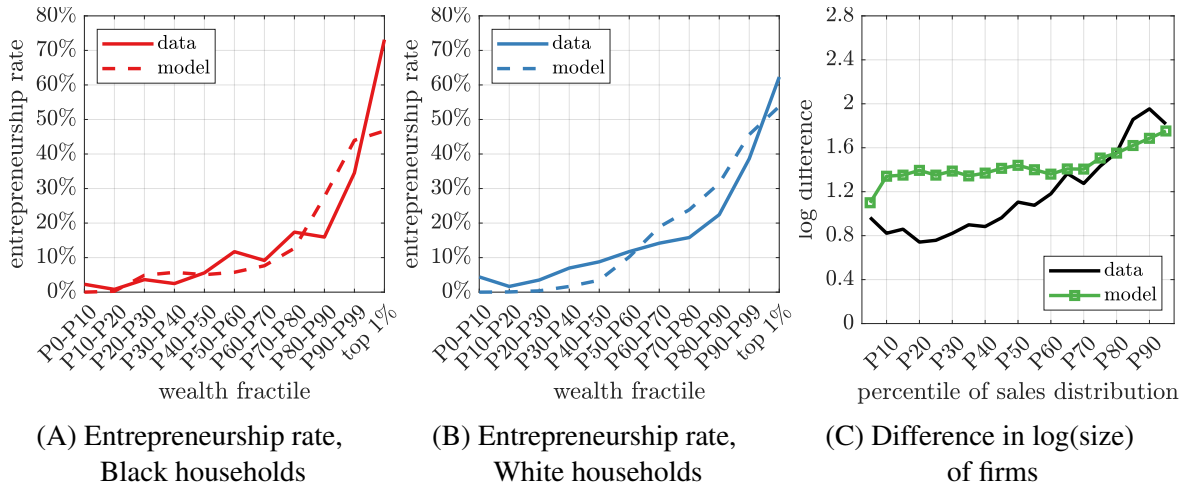 80%
70%
60%
50%
40%
30%
20%
10%
0%
entrepreneurship rate
data
model
P0-P10
P10-P20
P20-P30
P30-P40
P40-P50
P50-P60
P60-P70
P70-P80
P80-P90
P90-P99
top 1%
wealth fractile
(A) Entrepreneurship rate,
Black households
80%
70%
60%
50%
40%
30%
20%
10%
0%
entrepreneurship rate
data
model
P0-P10
P10-P20
P20-P30
P30-P40
P40-P50
P50-P60
P60-P70
P70-P80
P80-P90
P90-P99
top 1%
wealth fractile
(B) Entrepreneurship rate,
White households
2.8
2.4
2
1.6
1.2
0.8
0.4
0
log difference
data
model
P10
P20
P30
P40
P50
P60
P70
P80
P90
percentile of sales distribution
(C) Difference in log(size)
of firms